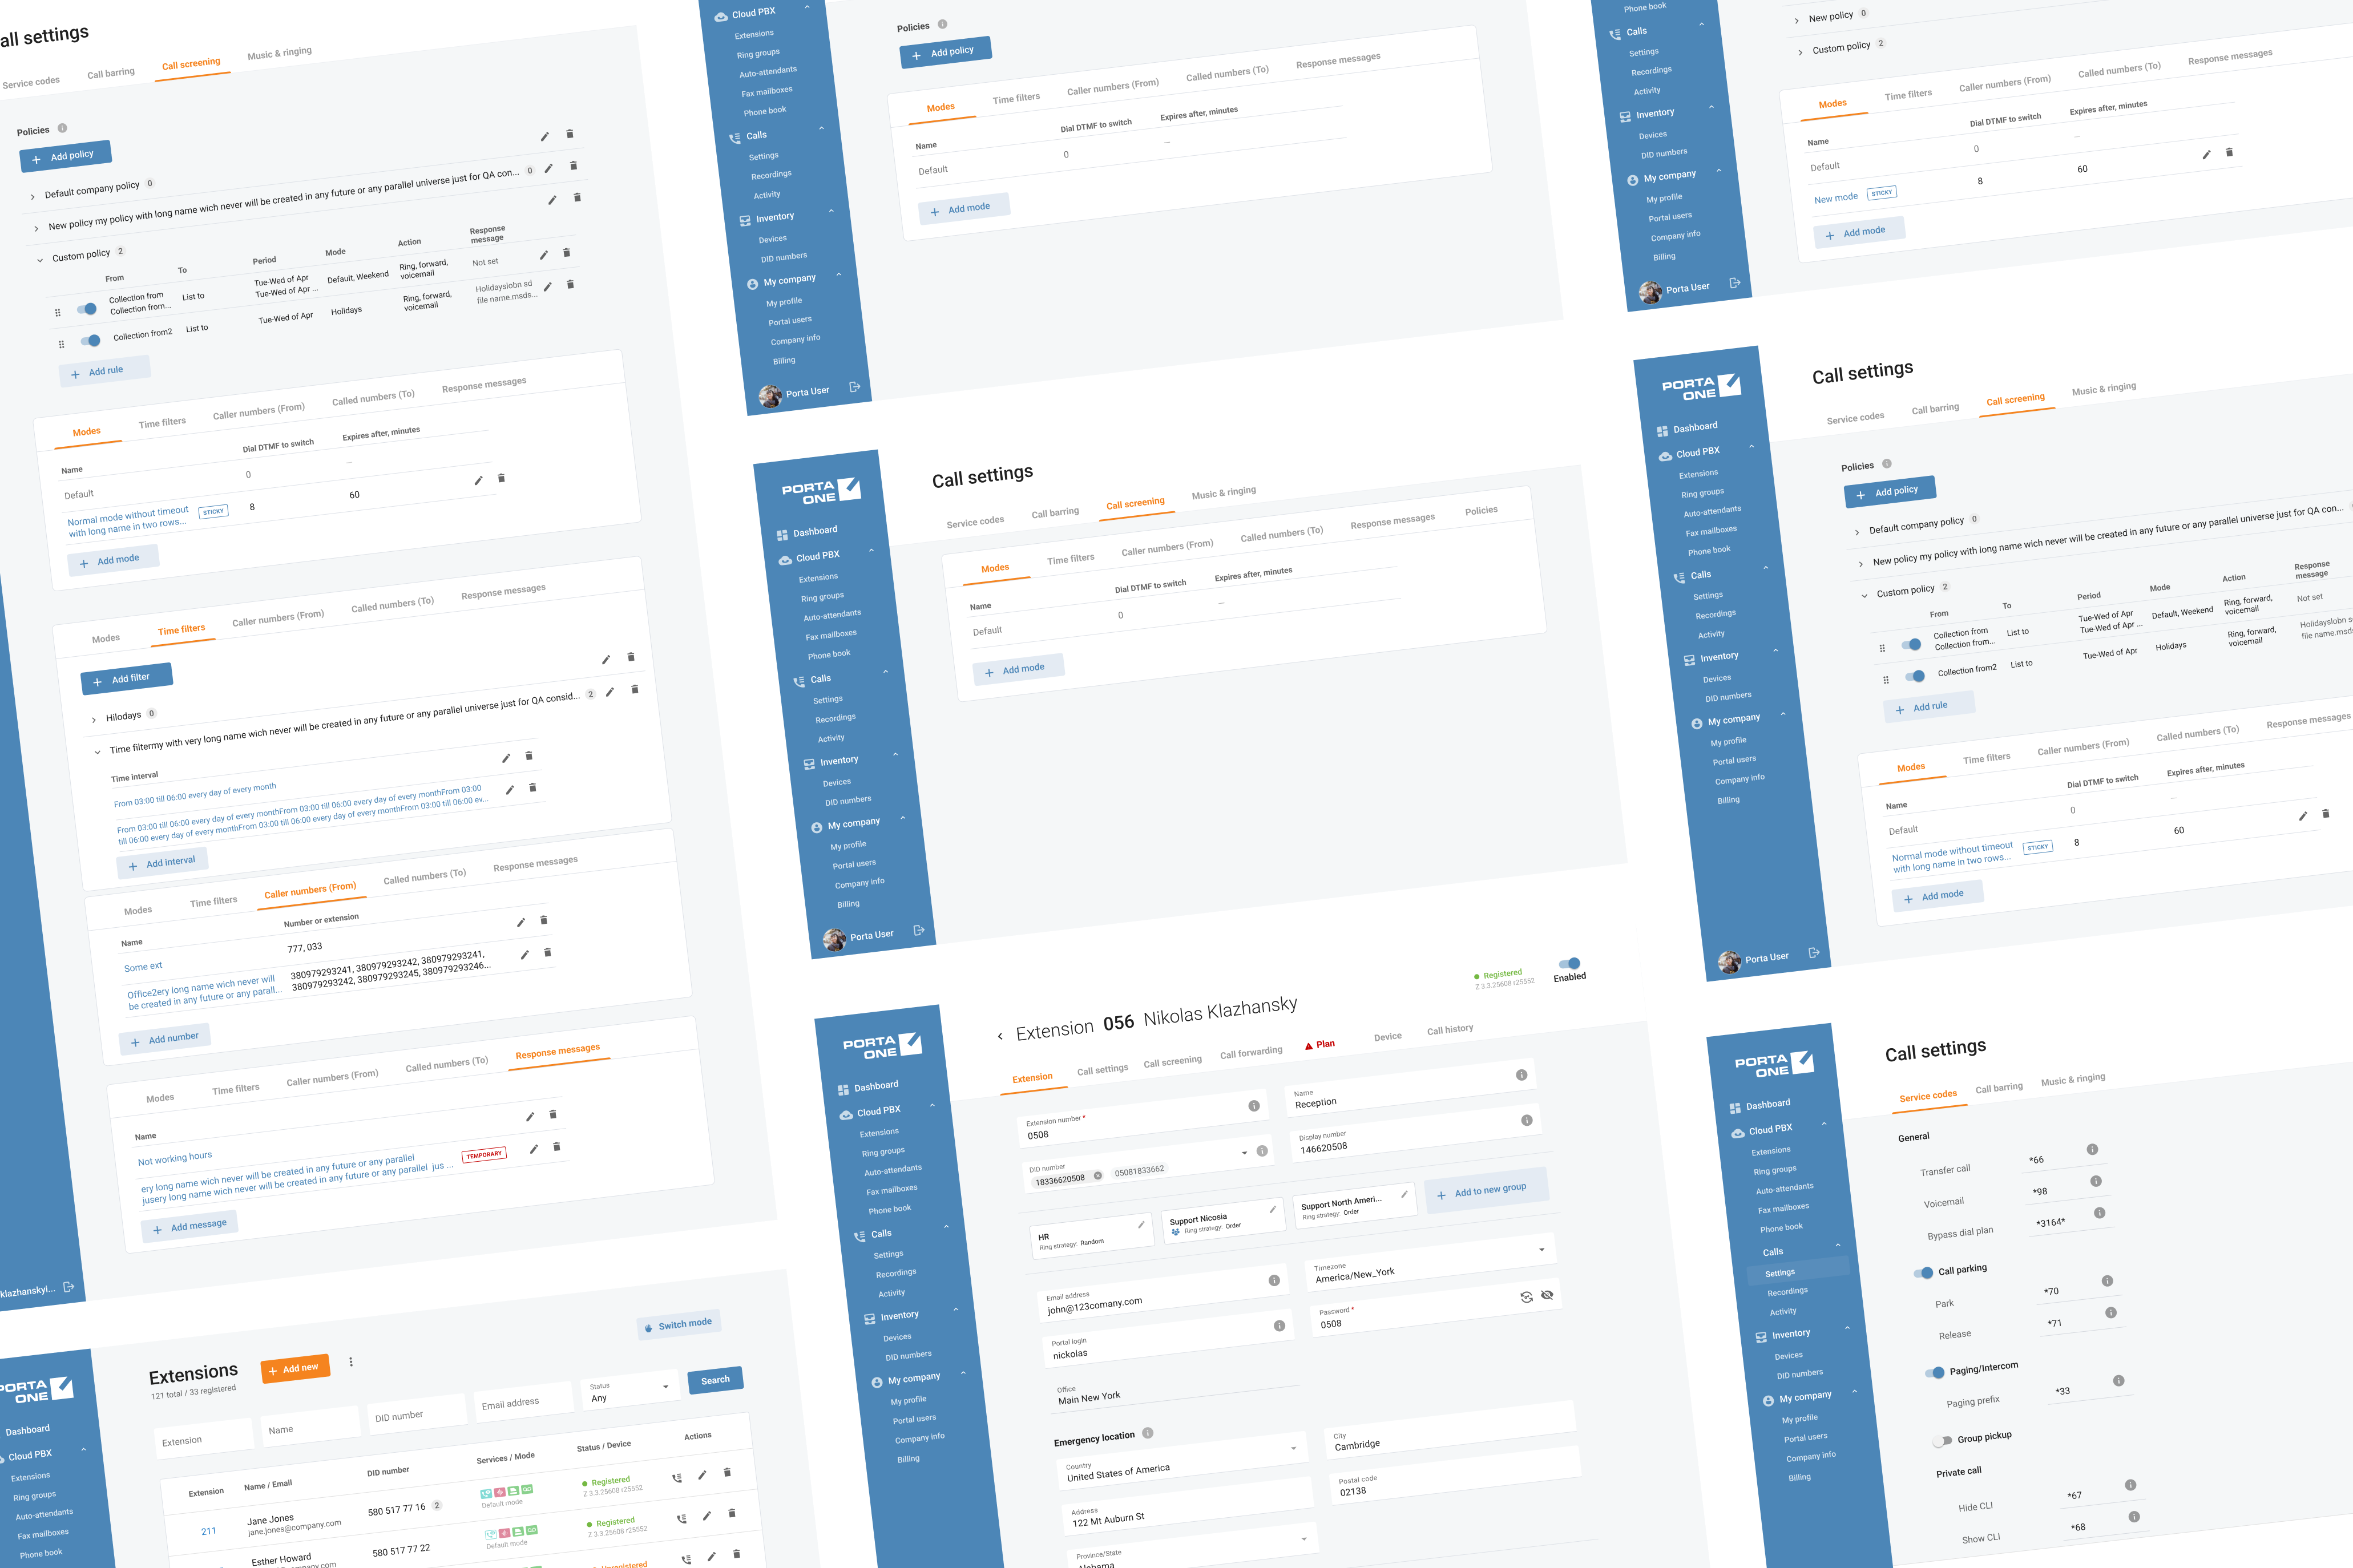 all settings
Service codes
Call barring
Call screening
Music & ringing
Policies
+ Add policy
Default company policy 0
New policy my policy with long name wich never will be created in any future or any parallel universe just for QA con... 0
Custom policy 2
From To Period Mode Action Response message
Collection from
Collection from...
List to
Tue-Wed of Apr
Tue-Wed of Apr ...
Default, Weekend
Ring, forward,
voicemail
Not set
Collection from2
List to
Tue-Wed of Apr
Holidays
Ring, forward,
voicemail
Holidayslobn sd
file name.msds...
+ Add rule
Modes
Time filters
Caller numbers (From)
Called numbers (To)
Response messages
Name
Dial DTMF to switch
Expires after, minutes
Default
0
--
Normal mode without timeout
with long name in two rows...
STICKY
8
60
+ Add mode
Modes
Time filters
Caller numbers (From)
Called numbers (To)
Response messages
+ Add filter
Hilodays 0
Time filtermy with very long name wich never will be created in any future or any parallel universe just for QA consid... 2
Time interval
From 03:00 till 06:00 every day of every month
From 03:00 till 06:00 every day of every monthFrom 03:00 till 06:00 every day of every monthFrom 03:00
till 06:00 every day of every monthFrom 03:00 till 06:00 every day of every monthFrom 03:00 till 06:00 ev...
+ Add interval
Modes
Time filters
Caller numbers (From)
Called numbers (To)
Response messages
Name
Number or extension
Some ext
777, 033
Office2ery long name wich never will
be created in any future or any parall...
380979293241, 380979293242, 380979293241,
380979293242, 380979293245, 380979293246...
+ Add number
Modes
Time filters
Caller numbers (From)
Called numbers (To)
Response messages
Name
Not working hours
ery long name wich never will be created in any future or any parallel
jusery long name wich never will be created in any future or any parallel jus ...
TEMPORARY
+ Add message
klazhanskyi...
PORTA
ONE
Dashboard
Cloud PBX
Extensions
Ring groups
Auto-attendants
Fax mailboxes
Phone book
Extensions
121 total / 33 registered
+ Add new
Switch mode
Extension
Name
DID number
Email address
Status
Any
Search
Extension
Name / Email
DID number
Services / Mode
Status / Device
Actions
211
Jane Jones
jane.jones@company.com
580 517 77 16 2
Default mode
Registered
Z 3.3.25608 r25552
Esther Howard
580 517 77 22
Default mode
Registered
Z 3.3.25608 r25552
Cloud PBX
Extensions
Ring groups
Auto-attendants
Fax mailboxes
Phone book
Calls
Settings
Recordings
Activity
Inventory
Devices
DID numbers
My company
My profile
Portal users
Company info
Billing
Porta User
Policies
+ Add policy
Modes
Time filters
Caller numbers (From)
Called numbers (To)
Response messages
Name
Dial DTMF to switch
Expires after, minutes
Default
0
--
+ Add mode
PORTA
ONE
Dashboard
Cloud PBX
Extensions
Ring groups
Auto-attendants
Fax mailboxes
Phone book
Calls
Settings
Recordings
Activity
Inventory
Devices
DID numbers
My company
My profile
Portal users
Company info
Billing
Porta User
Call settings
Service codes
Call barring
Call screening
Music & ringing
Modes
Time filters
Caller numbers (From)
Called numbers (To)
Response messages
Policies
Name
Dial DTMF to switch
Expires after, minutes
Default
0
--
+ Add mode
PORTA
ONE
Dashboard
Cloud PBX
Extensions
Ring groups
Auto-attendants
Fax mailboxes
Phone book
Calls
Settings
Recordings
Activity
Inventory
Devices
DID numbers
My company
My profile
Portal users
Company info
Billing
Extension 056 Nikolas Klazhansky
Registered
Z 3.3.25608 r25552
Enabled
Extension
Call settings
Call screening
Call forwarding
Plan
Device
Call history
Extension number *
0508
Name
Reception
DID number
18336620508
05081833662
Display number
146620508
HR
Ring strategy: Random
Support Nicosia
Ring strategy: Order
Support North Ameri...
Ring strategy: Order
+ Add to new group
Email address
john@123comany.com
Timezone
America/New_York
Portal login
nickolas
Password *
0508
Office
Main New York
Emergency location
Country
United States of America
City
Cambridge
Address
122 Mt Auburn St
Postal code
02138
Province/State
Alabama
Phone book
Calls
Settings
Recordings
Activity
Inventory
Devices
DID numbers
My company
My profile
Portal users
Company info
Billing
Porta User
New policy 0
Custom policy 2
Modes
Time filters
Caller numbers (From)
Called numbers (To)
Response messages
Name
Dial DTMF to switch
Expires after, minutes
Default
0
--
New mode
STICKY
8
60
+ Add mode
PORTA
ONE
Dashboard
Cloud PBX
Extensions
Ring groups
Auto-attendants
Fax mailboxes
Phone book
Calls
Settings
Recordings
Activity
Inventory
Devices
DID numbers
My company
My profile
Portal users
Company info
Billing
Porta User
Call settings
Service codes
Call barring
Call screening
Music & ringing
Policies
+ Add policy
Default company policy 0
New policy my policy with long name wich never will be created in any future or any parallel universe just for QA con...
Custom policy 2
From To Period Mode Action Response message
Collection from
Collection from...
List to
Tue-Wed of Apr
Tue-Wed of Apr ...
Default, Weekend
Ring, forward,
voicemail
Not set
Collection from2
List to
Tue-Wed of Apr
Holidays
Ring, forward,
voicemail
Holidayslobn s
file name.msds
+ Add rule
Modes
Time filters
Caller numbers (From)
Called numbers (To)
Response messages
Name
Dial DTMF to switch
Expires after, minutes
Default
0
--
Normal mode without timeout
with long name in two rows...
STICKY
8
60
+ Add mode
PORTA
ONE
Dashboard
Cloud PBX
Extensions
Ring groups
Auto-attendants
Fax mailboxes
Phone book
Calls
Settings
Recordings
Activity
Inventory
Devices
DID numbers
My company
My profile
Portal users
Company info
Billing
Call settings
Service codes
Call barring
Music & ringing
General
Transfer call
*66
Voicemail
*98
Bypass dial plan
*3164*
Call parking
Park
*70
Release
*71
Paging/Intercom
Paging prefix
*33
Group pickup
Private call
Hide CLI
*67
Show CLI
*68